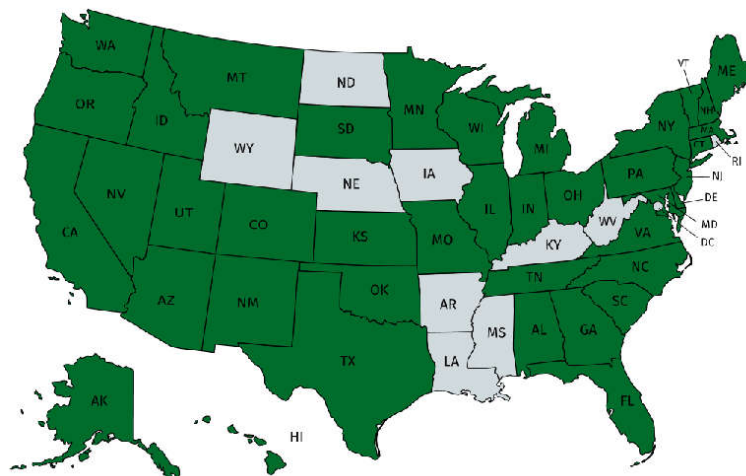 WA
MT
ND
MN
VT
ME
OR
ID
SD
WI
MI
NY
NH
MA
WY
CT
RI
NV
NE
IA
PA
NJ
UT
CO
IL
IN
OH
DE
CA
KS
MO
WV
VA
MD
KY
DC
AZ
NM
OK
TN
NC
AR
SC
MS
AL
GA
TX
LA
FL
AK
HI